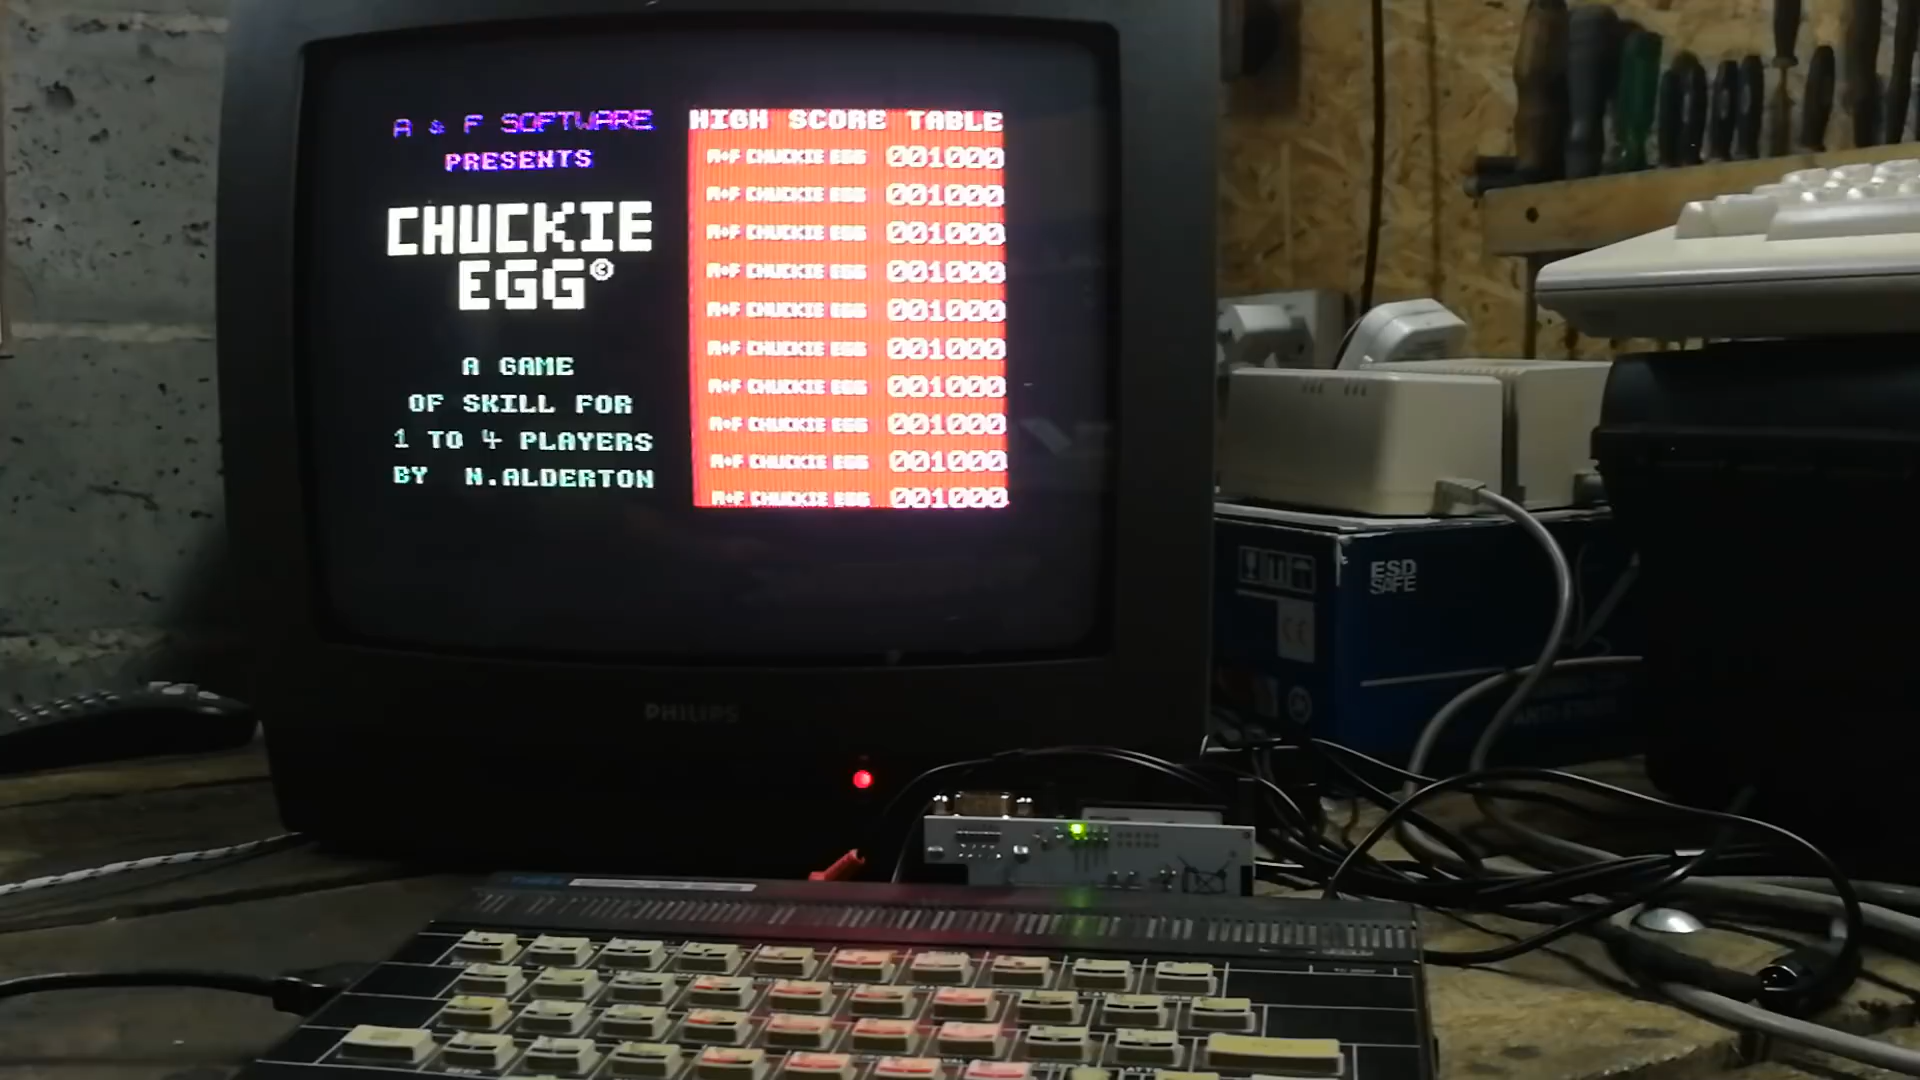 A & F SOFTWARE
PRESENTS
CHUCKIE
EGG©
A GAME
OF SKILL FOR
1 TO 4 PLAYERS
BY N.ALDERTON
HIGH SCORE TABLE
A+F CHUCKIE EGG 001000
A+F CHUCKIE EGG 001000
A+F CHUCKIE EGG 001000
A+F CHUCKIE EGG 001000
A+F CHUCKIE EGG 001000
A+F CHUCKIE EGG 001000
A+F CHUCKIE EGG 001000
A+F CHUCKIE EGG 001000
A+F CHUCKIE EGG 001000
A+F CHUCKIE EGG 001000
PHILIPS
ESD
SAFE
CE